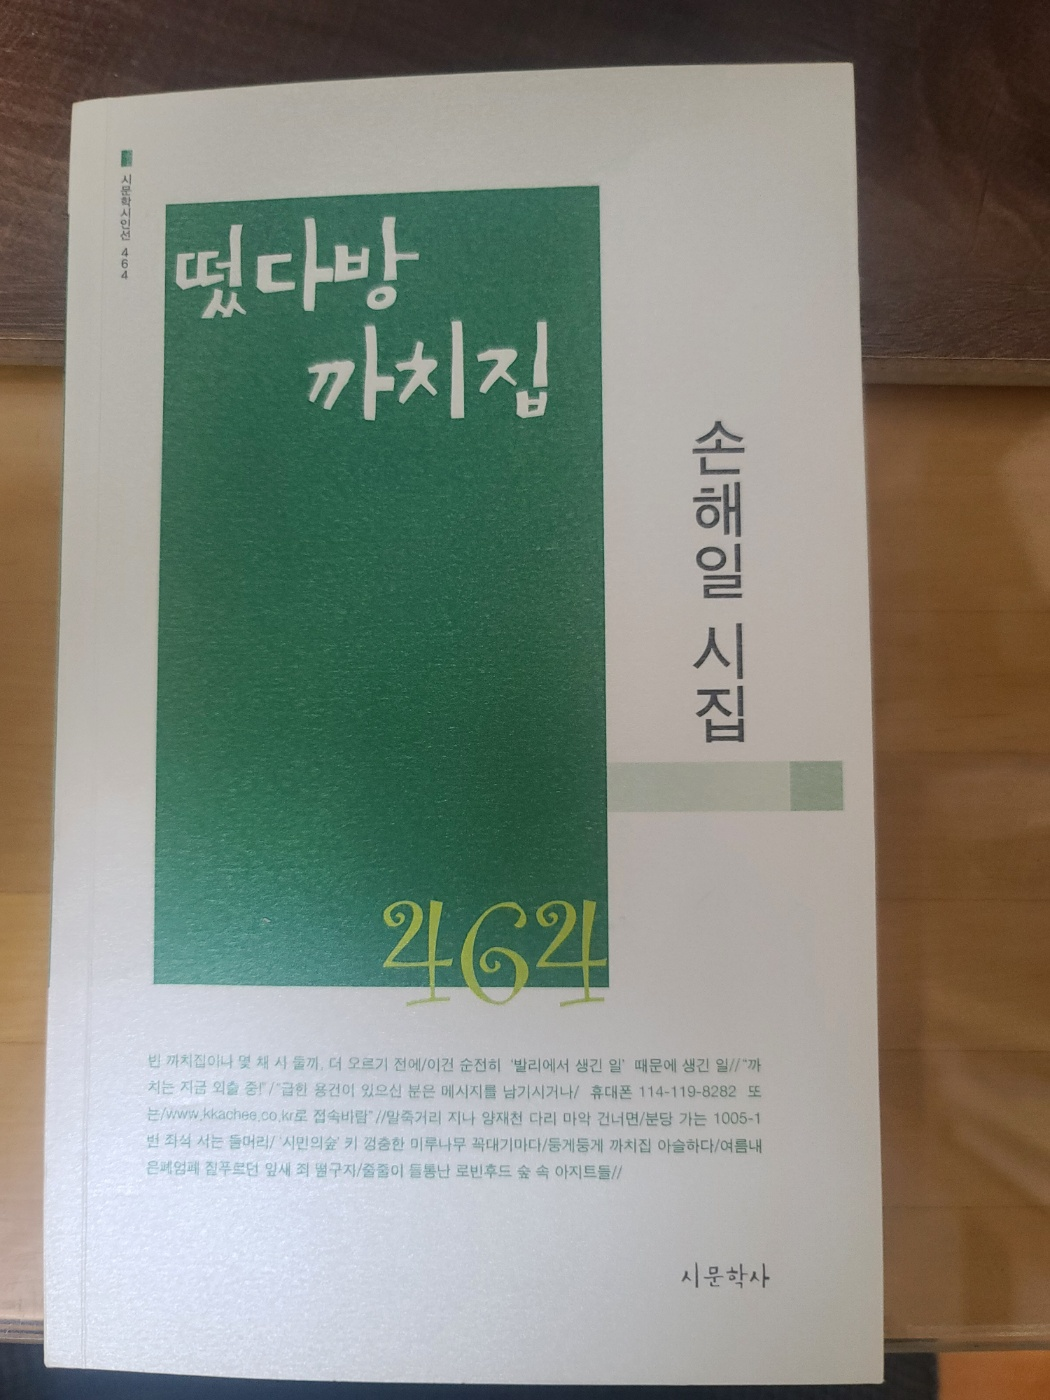 시문학시인선 464
떴다방
까치집
손해일 시집
464
빈 까치집이나 몇 채 사 둘까, 더 오르기 전에/이건 순전히 '발리에서 생긴 일' 때문에 생긴 일//"까
치는 지금 외출 중!"/"급한 용건이 있으신 분은 메시지를 남기시거나/ 휴대폰 114-119-8282 또
는/www.kkachee.co.kr로 접속바람"//말죽거리 지나 양재천 다리 마악 건너면/분당 가는 1005-1
번 좌석 서는 들머리/'시민의숲' 키 껑충한 미루나무 꼭대기마다/둥게둥게 까치집 아슬하다/여름내
은폐엄폐 짙푸르던 잎새 죄 떨구지/줄줄이 들통난 로빈후드 숲 속 아지트들//
시문학사